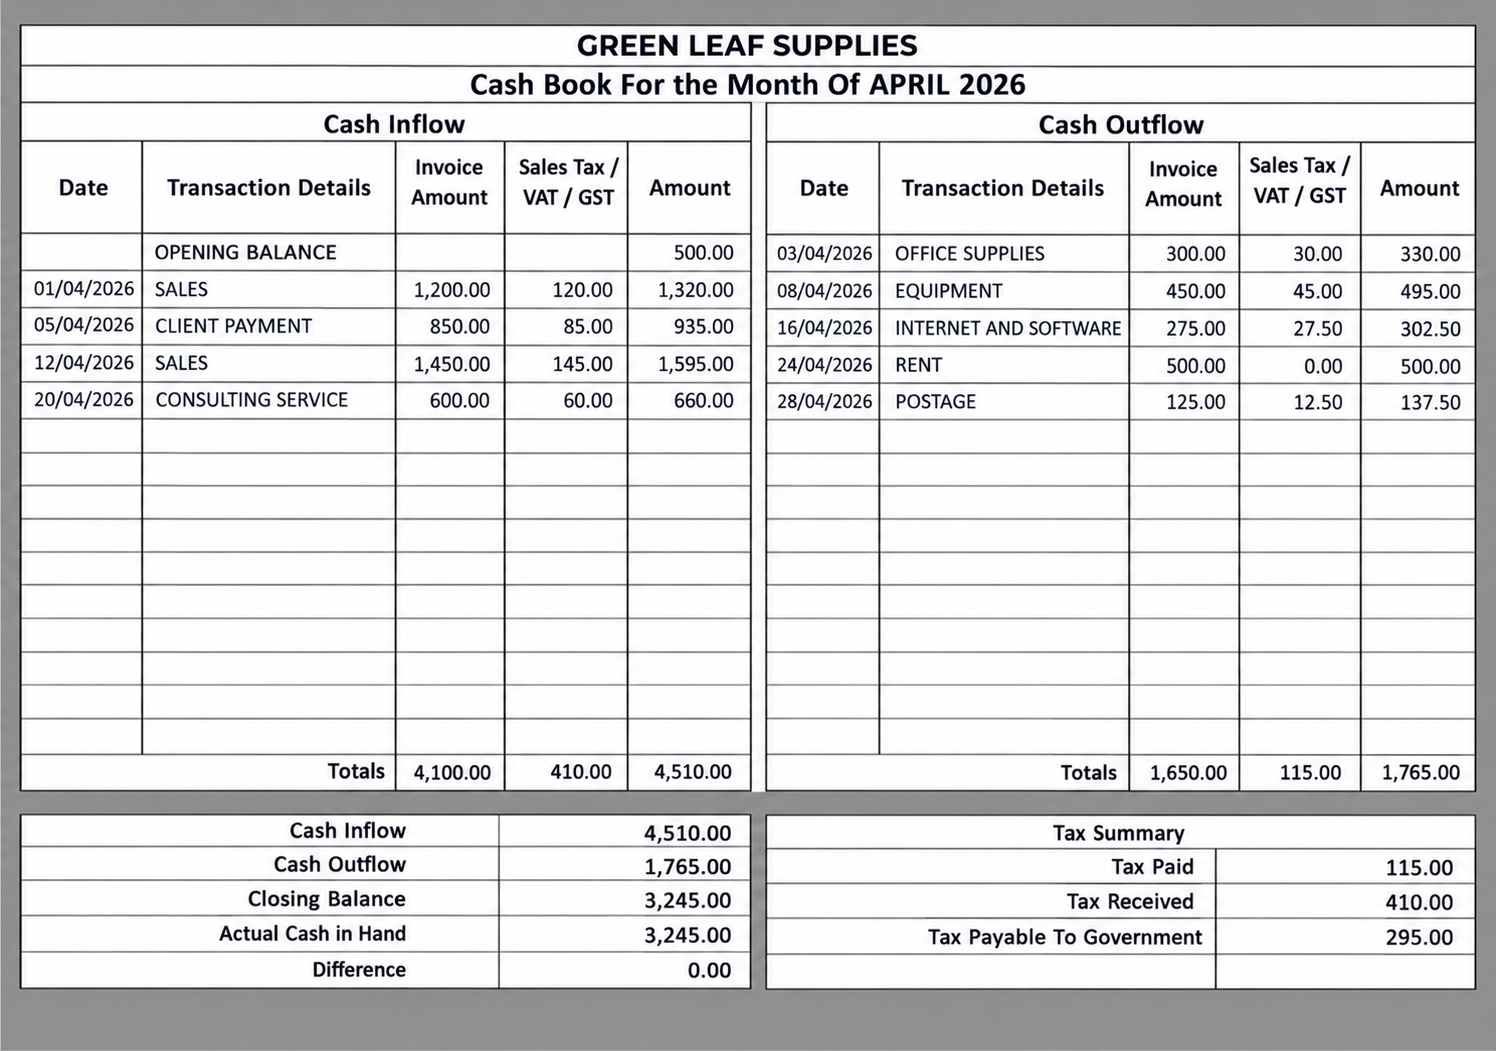 GREEN LEAF SUPPLIES
Cash Book For the Month Of APRIL 2026
Cash Inflow
Date Transaction Details Invoice Amount Sales Tax / VAT / GST Amount
OPENING BALANCE 500.00
01/04/2026 SALES 1,200.00 120.00 1,320.00
05/04/2026 CLIENT PAYMENT 850.00 85.00 935.00
12/04/2026 SALES 1,450.00 145.00 1,595.00
20/04/2026 CONSULTING SERVICE 600.00 60.00 660.00
Totals 4,100.00 410.00 4,510.00
Cash Outflow
Date Transaction Details Invoice Amount Sales Tax / VAT / GST Amount
03/04/2026 OFFICE SUPPLIES 300.00 30.00 330.00
08/04/2026 EQUIPMENT 450.00 45.00 495.00
16/04/2026 INTERNET AND SOFTWARE 275.00 27.50 302.50
24/04/2026 RENT 500.00 0.00 500.00
28/04/2026 POSTAGE 125.00 12.50 137.50
Totals 1,650.00 115.00 1,765.00
Cash Inflow 4,510.00
Cash Outflow 1,765.00
Closing Balance 3,245.00
Actual Cash in Hand 3,245.00
Difference 0.00
Tax Summary
Tax Paid 115.00
Tax Received 410.00
Tax Payable To Government 295.00